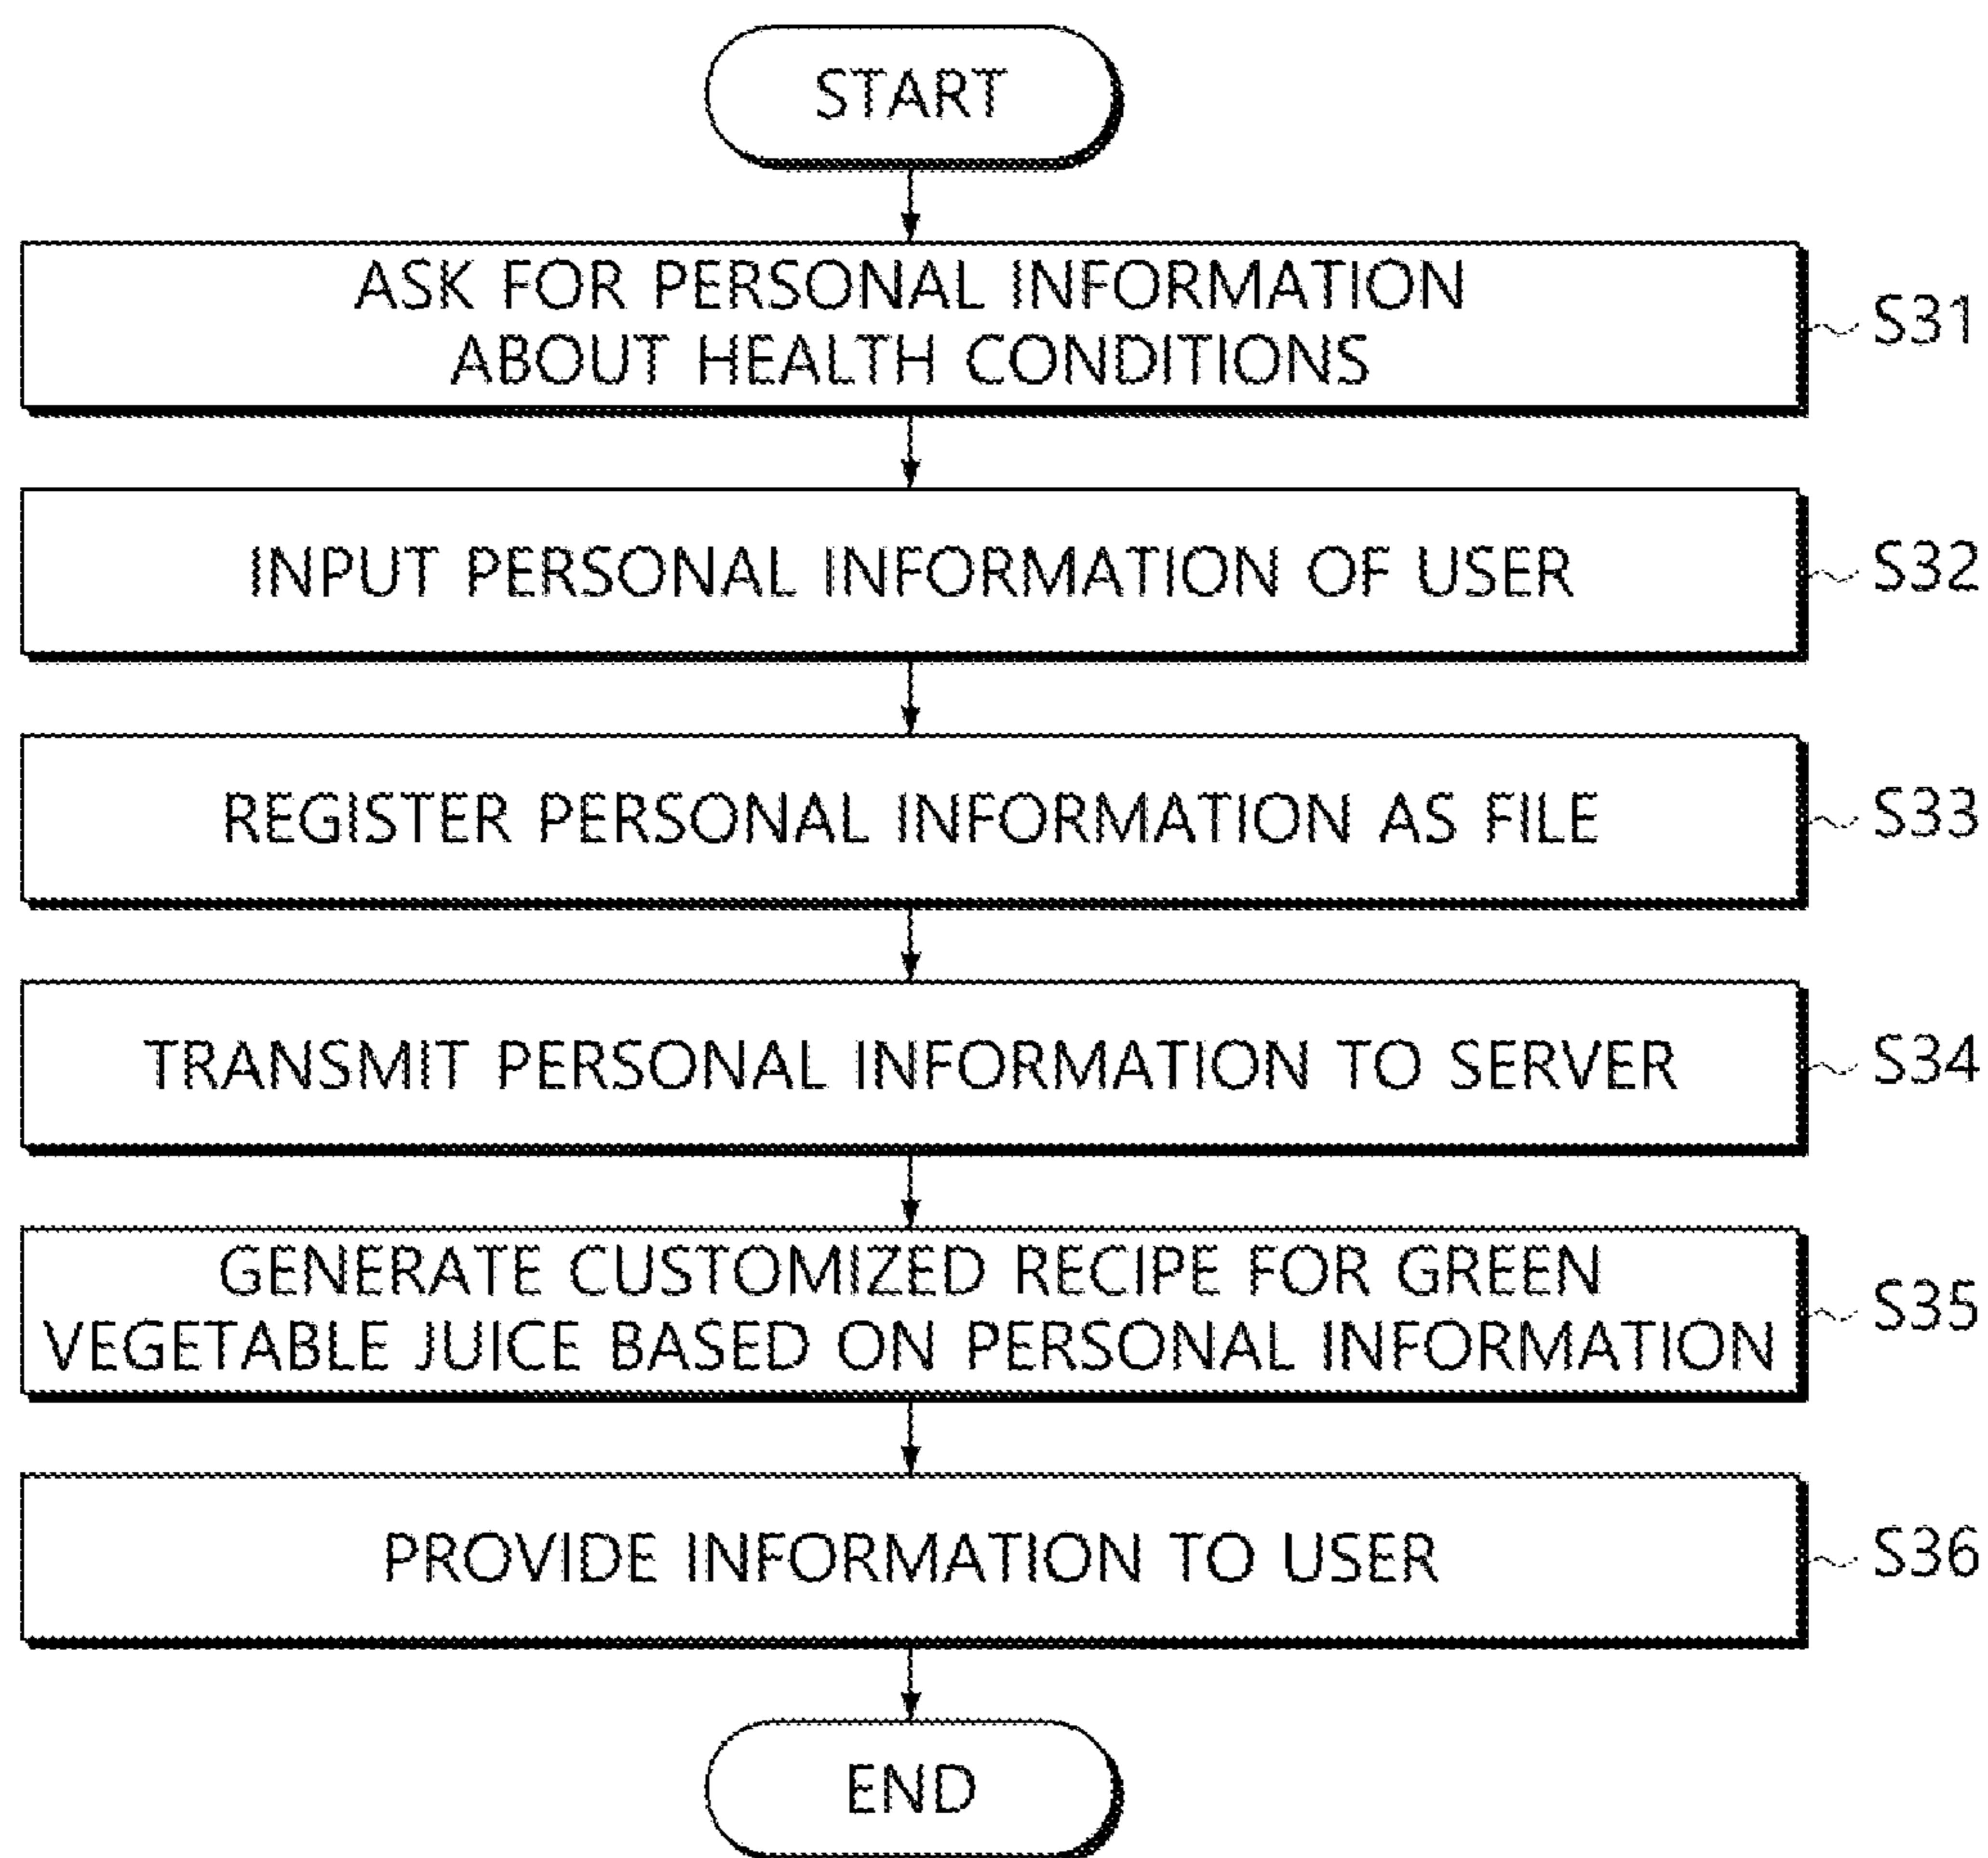 START
ASK FOR PERSONAL INFORMATION
ABOUT HEALTH CONDITIONS
S31
INPUT PERSONAL INFORMATION OF USER
S32
REGISTER PERSONAL INFORMATION AS FILE
S33
TRANSMIT PERSONAL INFORMATION TO SERVER
S34
GENERATE CUSTOMIZED RECIPE FOR GREEN
VEGETABLE JUICE BASED ON PERSONAL INFORMATION
S35
PROVIDE INFORMATION TO USER
S36
END